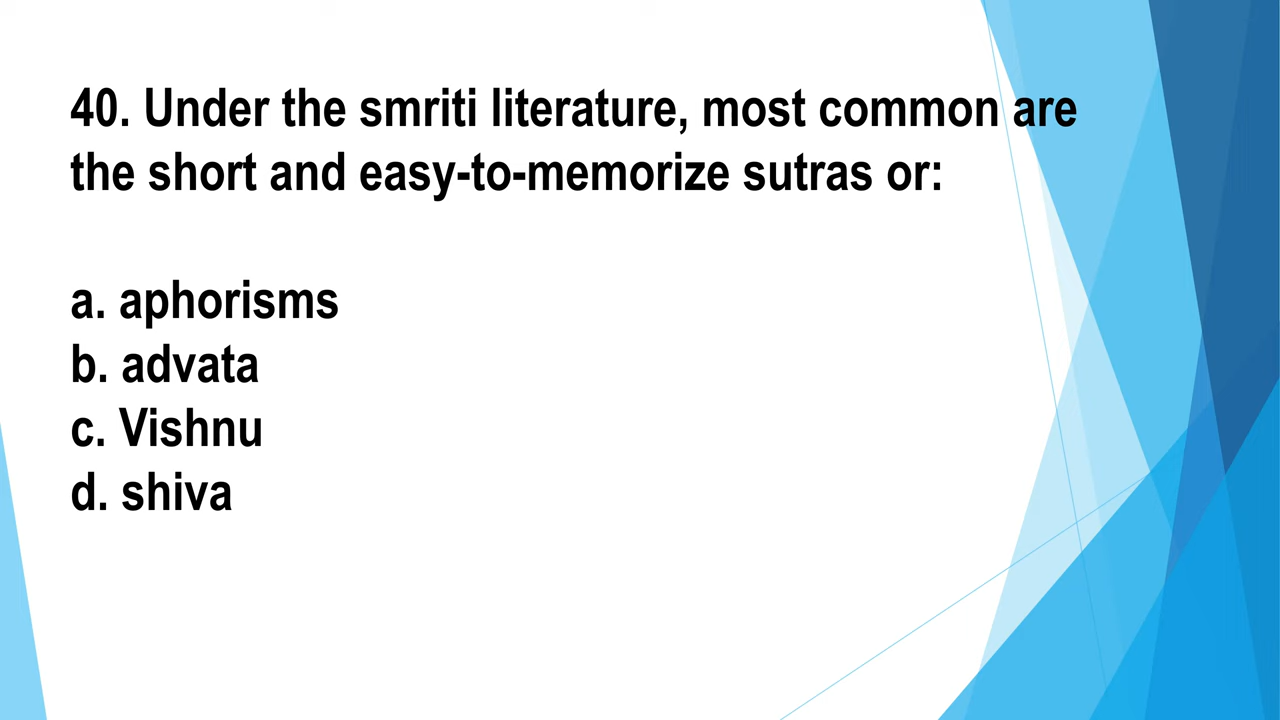 40. Under the smriti literature, most common are
the short and easy-to-memorize sutras or:
a. aphorisms
b. advata
c. Vishnu
d. shiva